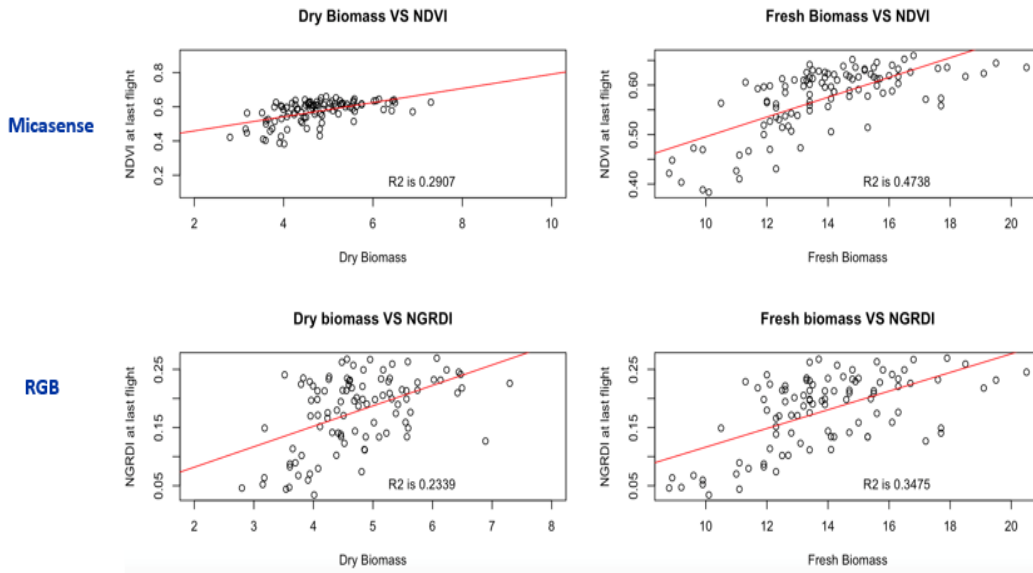 Dry Biomass VS NDVI
Fresh Biomass VS NDVI
Micasense
NDVI at last flight
0.2 0.4 0.6 0.8
R2 is 0.2907
2 4 6 8 10
Dry Biomass
NDVI at last flight
0.40 0.50 0.60
R2 is 0.4738
10 12 14 16 18 20
Fresh Biomass
Dry biomass VS NGRDI
Fresh biomass VS NGRDI
RGB
NGRDI at last flight
0.05 0.15 0.25
R2 is 0.2339
2 3 4 5 6 7 8
Dry Biomass
NGRDI at last flight
0.05 0.15 0.25
R2 is 0.3475
10 12 14 16 18 20
Fresh Biomass